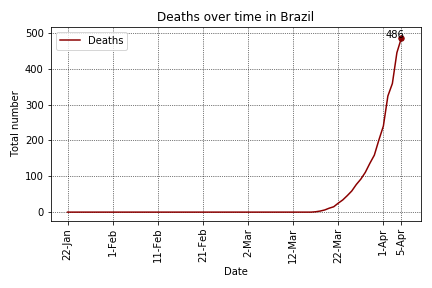 Deaths over time in Brazil
Deaths
486
500
400
300
200
100
0
Total number
22-Jan
1-Feb
11-Feb
21-Feb
2-Mar
12-Mar
22-Mar
1-Apr
5-Apr
Date